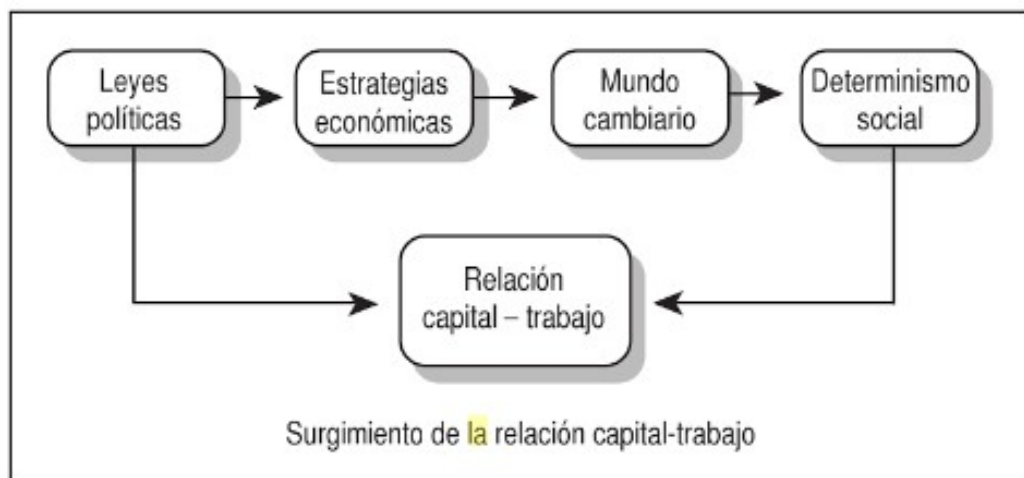 Leyes
políticas
Estrategias
económicas
Mundo
cambiario
Determinismo
social
Relación
capital – trabajo
Surgimiento de la relación capital-trabajo